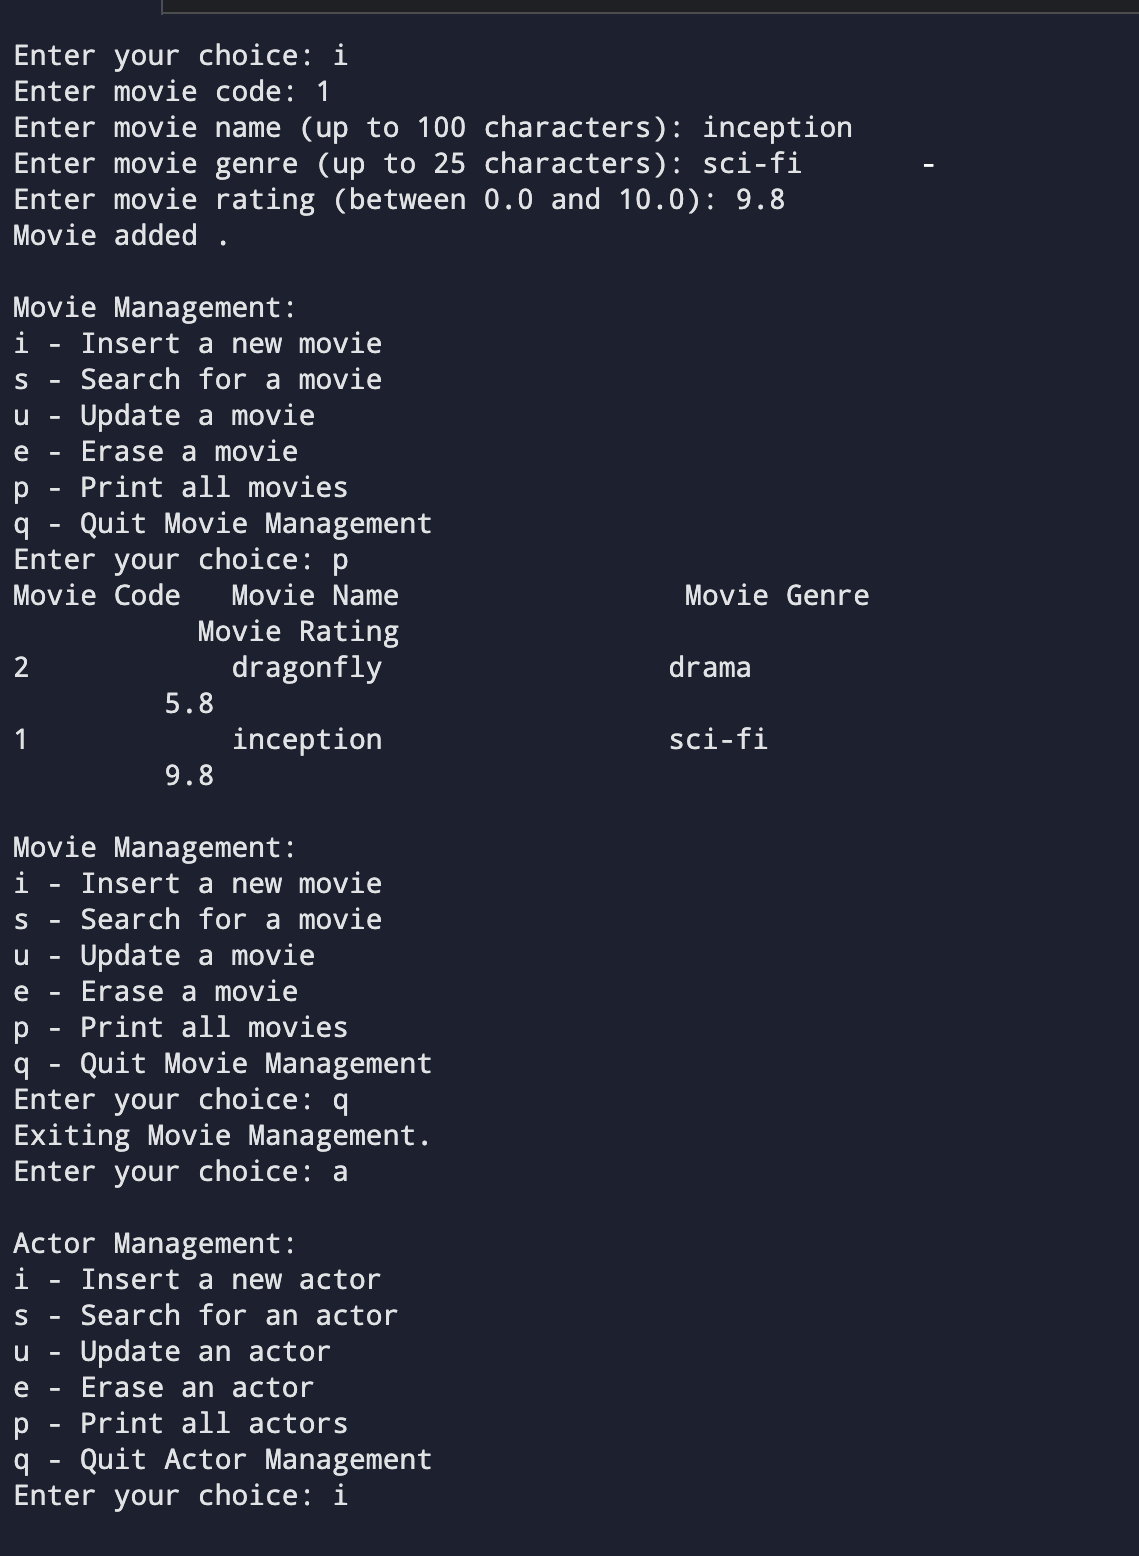 Enter your choice: i
Enter movie code: 1
Enter movie name (up to 100 characters): inception
Enter movie genre (up to 25 characters): sci-fi       -
Enter movie rating (between 0.0 and 10.0): 9.8
Movie added .

Movie Management:
i - Insert a new movie
s - Search for a movie
u - Update a movie
e - Erase a movie
p - Print all movies
q - Quit Movie Management
Enter your choice: p
Movie Code   Movie Name                 Movie Genre
           Movie Rating
2            dragonfly                 drama
         5.8
1            inception                 sci-fi
         9.8

Movie Management:
i - Insert a new movie
s - Search for a movie
u - Update a movie
e - Erase a movie
p - Print all movies
q - Quit Movie Management
Enter your choice: q
Exiting Movie Management.
Enter your choice: a

Actor Management:
i - Insert a new actor
s - Search for an actor
u - Update an actor
e - Erase an actor
p - Print all actors
q - Quit Actor Management
Enter your choice: i